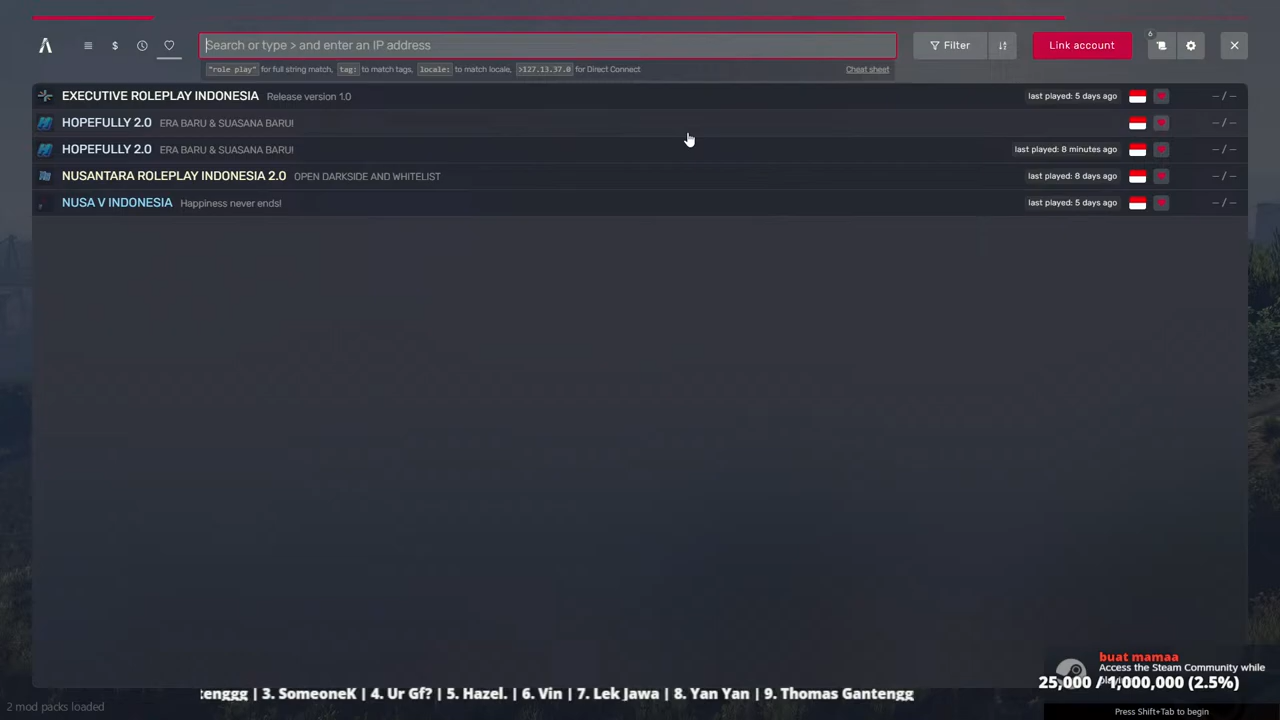 $
Search or type > and enter an IP address
Filter
Link account
6
"role play" for full string match, tag: to match tags, locale: to match locale, >127.13.37.0 for Direct Connect
Cheat sheet
EXECUTIVE ROLEPLAY INDONESIA Release version 1.0 last played: 5 days ago – / –
HOPEFULLY 2.0 ERA BARU & SUASANA BARU! – / –
HOPEFULLY 2.0 ERA BARU & SUASANA BARU! last played: 8 minutes ago – / –
NUSANTARA ROLEPLAY INDONESIA 2.0 OPEN DARKSIDE AND WHITELIST last played: 8 days ago – / –
NUSA V INDONESIA Happiness never ends! last played: 5 days ago – / –
buat mamaa
Access the Steam Community while
25,000 / 1,000,000 (2.5%)
tenggg | 3. SomeoneK | 4. Ur Gf? | 5. Hazel. | 6. Vin | 7. Lek Jawa | 8. Yan Yan | 9. Thomas Gantengg
2 mod packs loaded
Press Shift+Tab to begin